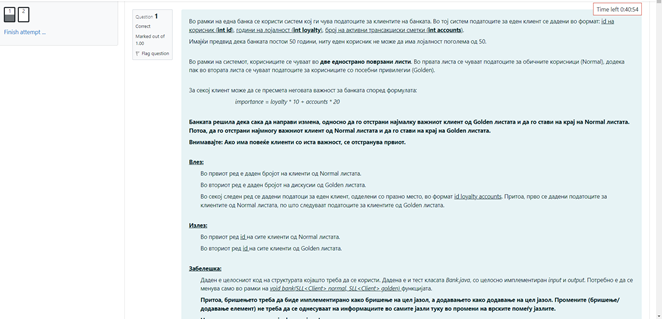 1 2
Finish attempt ...
Question 1
Correct
Marked out of
1.00
Flag question
Time left 0:40:54
Во рамки на една банка се користи систем кој ги чува податоците за клиентите на банката. Во тој систем податоците за еден клиент се дадени во формат: id на
корисник (int id), години на лојалност (int loyalty), број на активни трансакциски сметки (int accounts).
Имајќи предвид дека банката постои 50 години, ниту еден корисник не може да има лојалност поголема од 50.
Во рамки на системот, корисниците се чуваат во две еднострано поврзани листи. Во првата листа се чуваат податоците за обичните корисници (Normal), додека
пак во втората листа се чуваат податоците за корисниците со посебни привилегии (Golden).
За секој клиент може да се пресмета неговата важност за банката според формулата:
importance = loyalty * 10 + accounts * 20
Банката решила дека сака да направи измена, односно да го отстрани најмалку важниот клиент од Golden листата и да го стави на крај на Normal листата.
Потоа, да го отстрани најмногу важниот клиент од Normal листата и да го стави на крај на Golden листата.
Внимавајте: Ако има повеќе клиенти со иста важност, се отстранува првиот.
Влез:
Во првиот ред е даден бројот на клиенти од Normal листата.
Во вториот ред е даден бројот на дискусии од Golden листата.
Во секој следен ред се дадени податоци за еден клиент, одделени со празно место, во формат id loyalty accounts. Притоа, прво се дадени податоците за
клиентите од Normal листата, по што следуваат податоците за клиентите од Golden листата.
Излез:
Во првиот ред id на сите клиенти од Normal листата.
Во вториот ред id на сите клиенти од Golden листата.
Забелешка:
Даден е целосниот код на структурата којашто треба да се користи. Дадена е и тест класата Bank.java, со целосно имплементиран input и output. Потребно е да се
менува само во рамки на void bank(SLL<Client> normal, SLL<Client> golden) функцијата.
Притоа, бришењето треба да биде имплементирано како бришење на цел јазол, а додавањето како додавање на цел јазол. Промените (бришење/
додавање елемент) не треба да се однесуваат на информациите во самите јазли туку во промени на врските помеѓу јазлите.